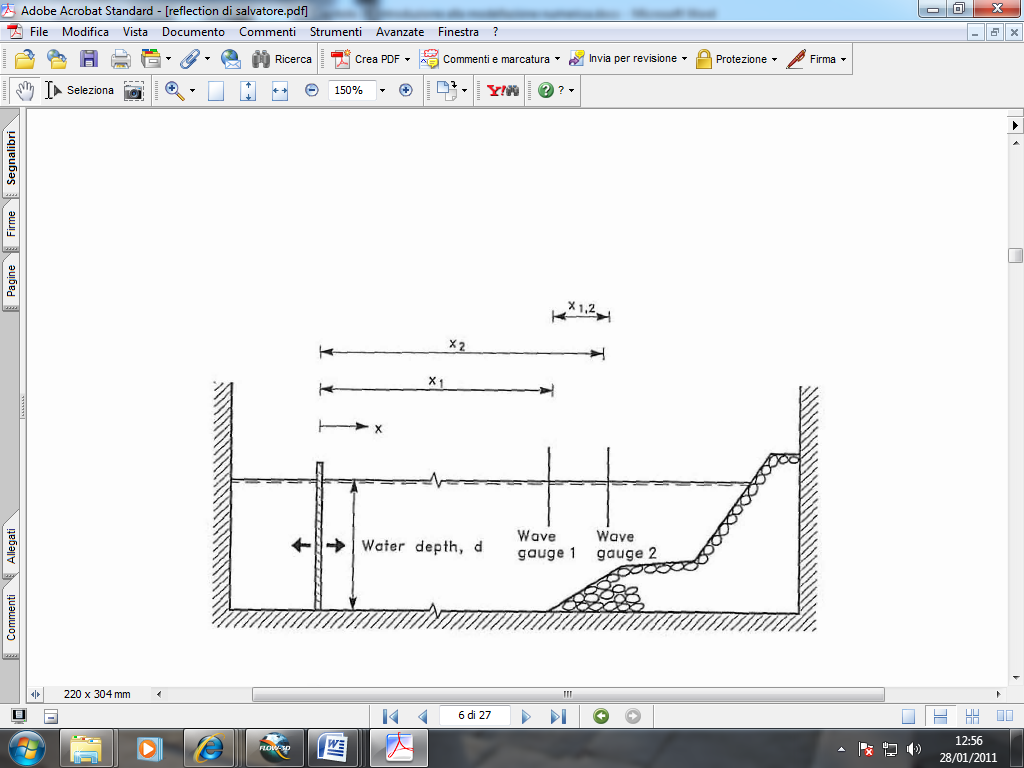 Adobe Acrobat Standard - [reflection di salvatore.pdf]
File Modifica Vista Documento Commenti Strumenti Avanzate Finestra ?
Ricerca Crea PDF Commenti e marcatura Invia per revisione Protezione Firma
Seleziona 150% Y! ?
Segnalibri
Firme
Pagine
Allegati
Commenti
x1,2
x2
x1
x
Water depth, d
Wave gauge 1
Wave gauge 2
220 x 304 mm
6 di 27
FLOW-3D
12:56
28/01/2011